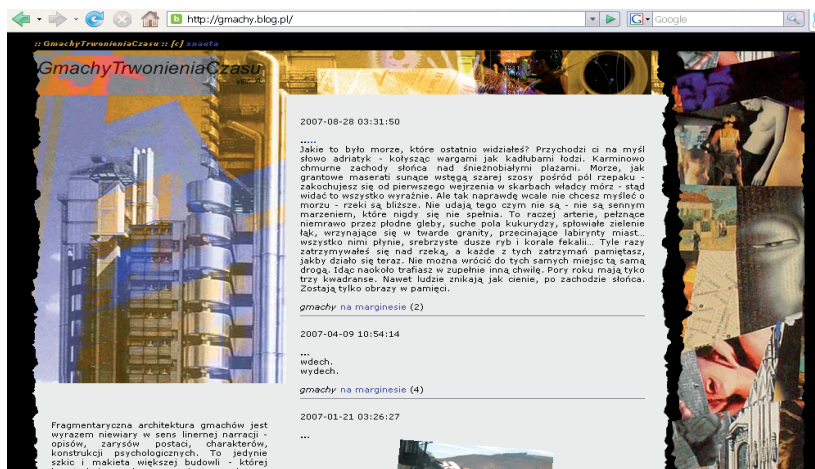 http://gmachy.blog.pl/
Google
:: GmachyTrwonieniaCzasu :: [c] xnauta
GmachyTrwonieniaCzasu
ver. A
2007-08-28 03:31:50
.....
Jakie to było morze, które ostatnio widziałeś? Przychodzi ci na myśl
słowo adriatyk - kołysząc wargami jak kadłubami łodzi. Karminowo
chmurne zachody słońca nad śnieżnobiałymi plażami. Morze, jak
grantowe maserati sunące wstęgą szarej szosy pośród pól rzepaku -
zakochujesz się od pierwszego wejrzenia w skarbach władcy mórz - stąd
widać to wszystko wyraźnie. Ale tak naprawdę wcale nie chcesz myśleć o
morzu - rzeki są bliższe. Nie udają tego czym nie są - nie są sennym
marzeniem, które nigdy się nie spełnia. To raczej arterie, pełznące
niemrawo przez płodne gleby, suche pola kukurydzy, spłowiałe zielenie
łąk, wrzynające się w twarde granity, przecinające labirynty miast...
wszystko nimi płynie, srebrzyste dusze ryb i korale fekalii... Tyle razy
zatrzymywałeś się nad rzeką, a każde z tych zatrzymań pamiętasz,
jakby działo się teraz. Nie można wrócić do tych samych miejsc tą samą
drogą. Idąc naokoło trafiasz w zupełnie inną chwilę. Pory roku mają tyko
trzy kwadranse. Nawet ludzie znikają jak cienie, po zachodzie słońca.
Zostają tylko obrazy w pamięci.
gmachy na marginesie (2)
2007-04-09 10:54:14
...
wdech.
wydech.
gmachy na marginesie (4)
2007-01-21 03:26:27
...
Fragmentaryczna architektura gmachów jest
wyrazem niewiary w sens linernej narracji -
opisów, zarysów postaci, charakterów,
konstrukcji psychologicznych. To jedynie
szkic i makieta większej budowli - której